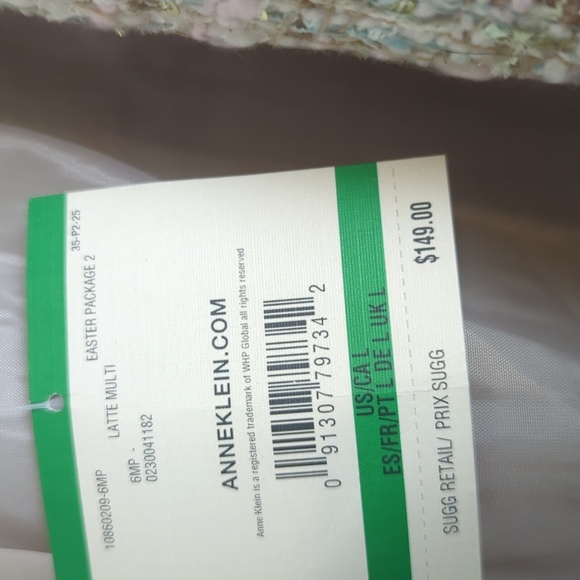 35-P2-25
EASTER PACKAGE 2
10860209-6MP LATTE MULTI
6MP -
0230041182
ANNEKLEIN.COM
Anne Klein is a registered trademark of WHP Global all rights reserved
0 91307 79734 2
US/CA L
ES/FR/PT L DE L UK L
SUGG RETAIL/ PRIX SUGG $149.00